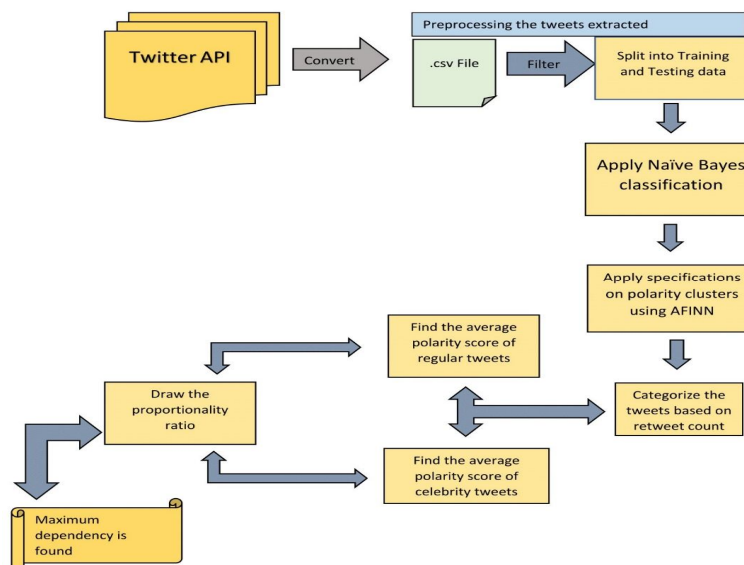 Preprocessing the tweets extracted
Twitter API
Convert
.csv File
Filter
Split into Training
and Testing data
Apply Naïve Bayes
classification
Apply specifications
on polarity clusters
using AFINN
Find the average
polarity score of
regular tweets
Draw the
proportionality
ratio
Categorize the
tweets based on
retweet count
Find the average
polarity score of
celebrity tweets
Maximum
dependency is
found